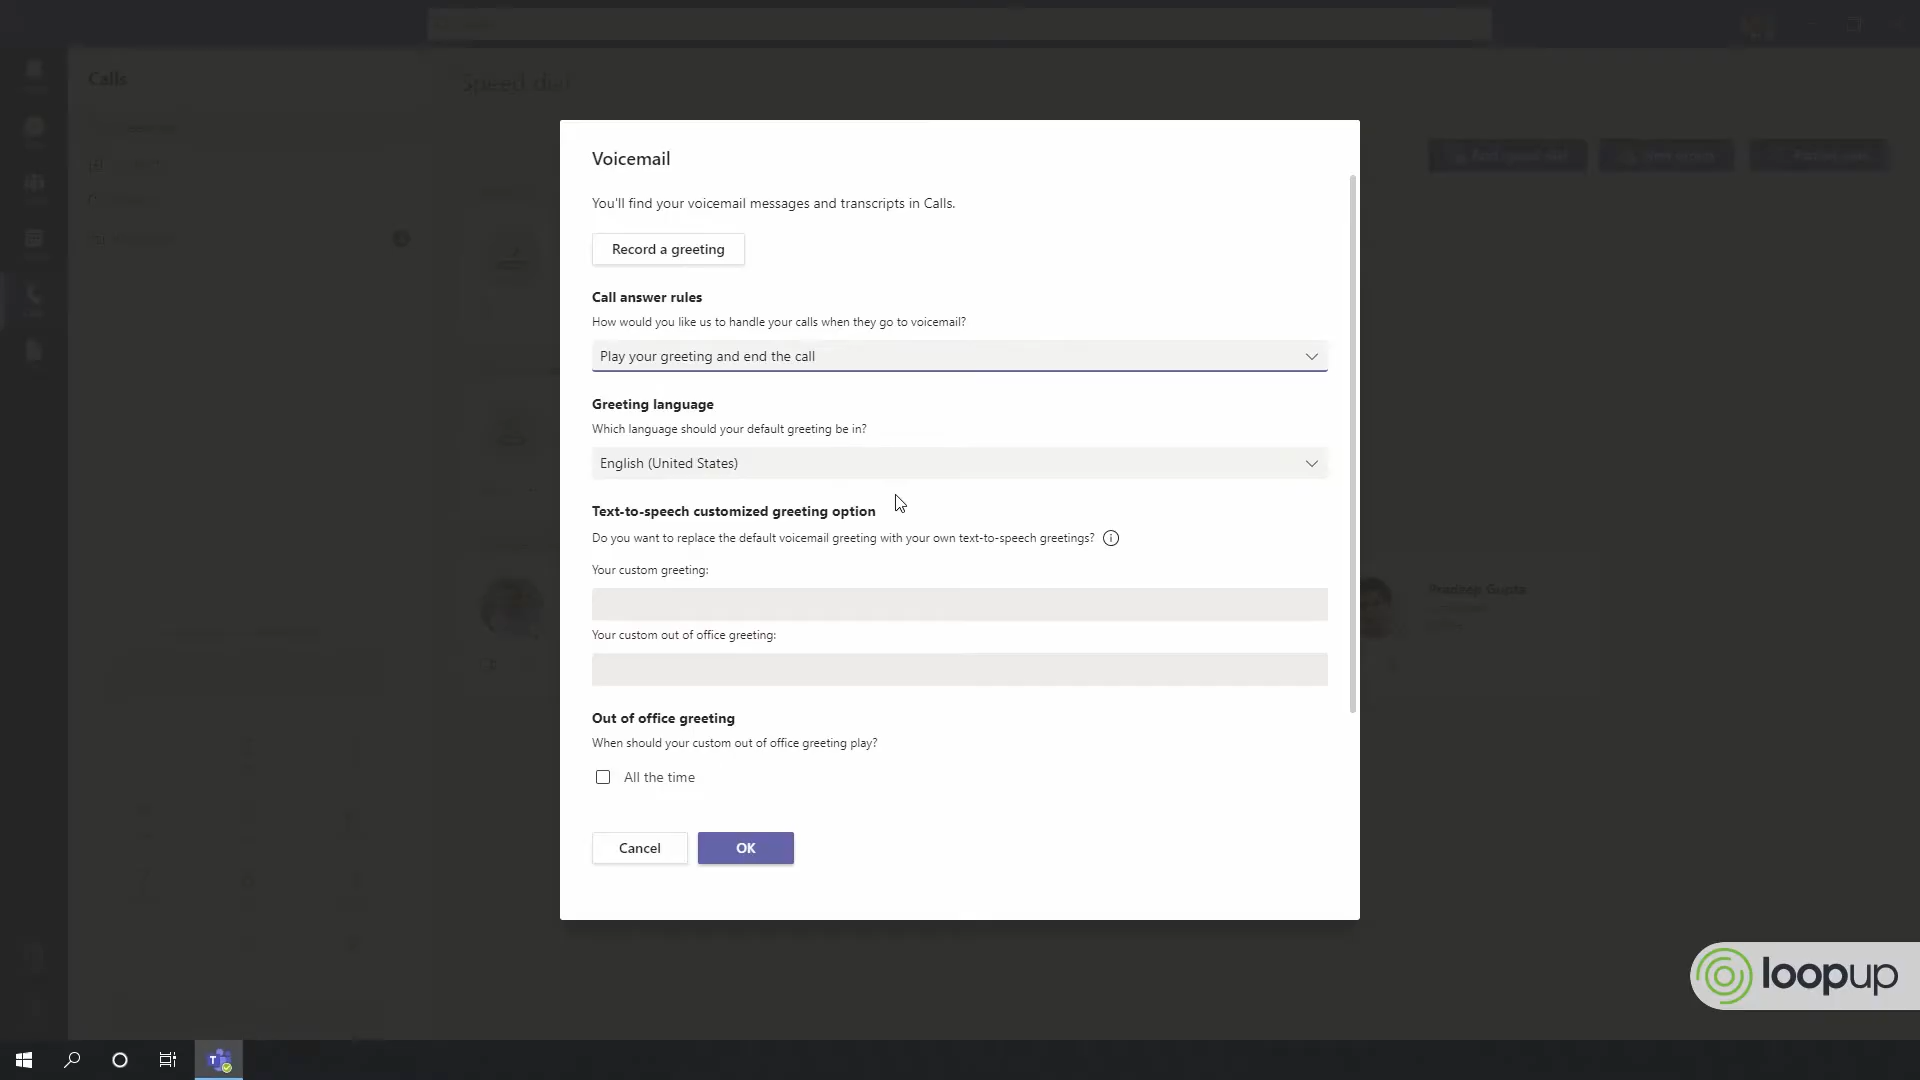 Calls
Speed dial
Voicemail
You'll find your voicemail messages and transcripts in Calls.
Record a greeting
Call answer rules
How would you like us to handle your calls when they go to voicemail?
Play your greeting and end the call
Greeting language
Which language should your default greeting be in?
English (United States)
Text-to-speech customized greeting option
Do you want to replace the default voicemail greeting with your own text-to-speech greetings?
Your custom greeting:
Pradeep Gupta
Your custom out of office greeting:
Out of office greeting
When should your custom out of office greeting play?
All the time
Cancel
OK
loopup